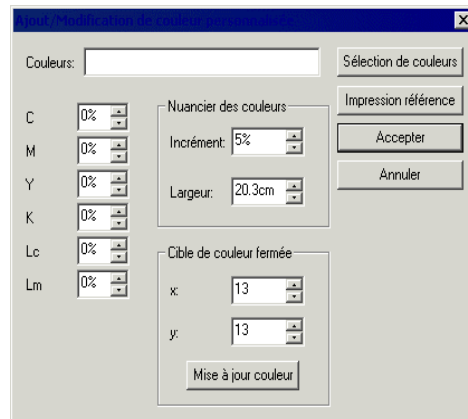 Ajout/Modification de couleur personnalisée
Couleurs:
Sélection de couleurs
Impression référence
Accepter
Annuler
C 0%
M 0%
Y 0%
K 0%
Lc 0%
Lm 0%
Nuancier des couleurs
Incrément: 5%
Largeur: 20.3cm
Cible de couleur fermée
x: 13
y: 13
Mise à jour couleur